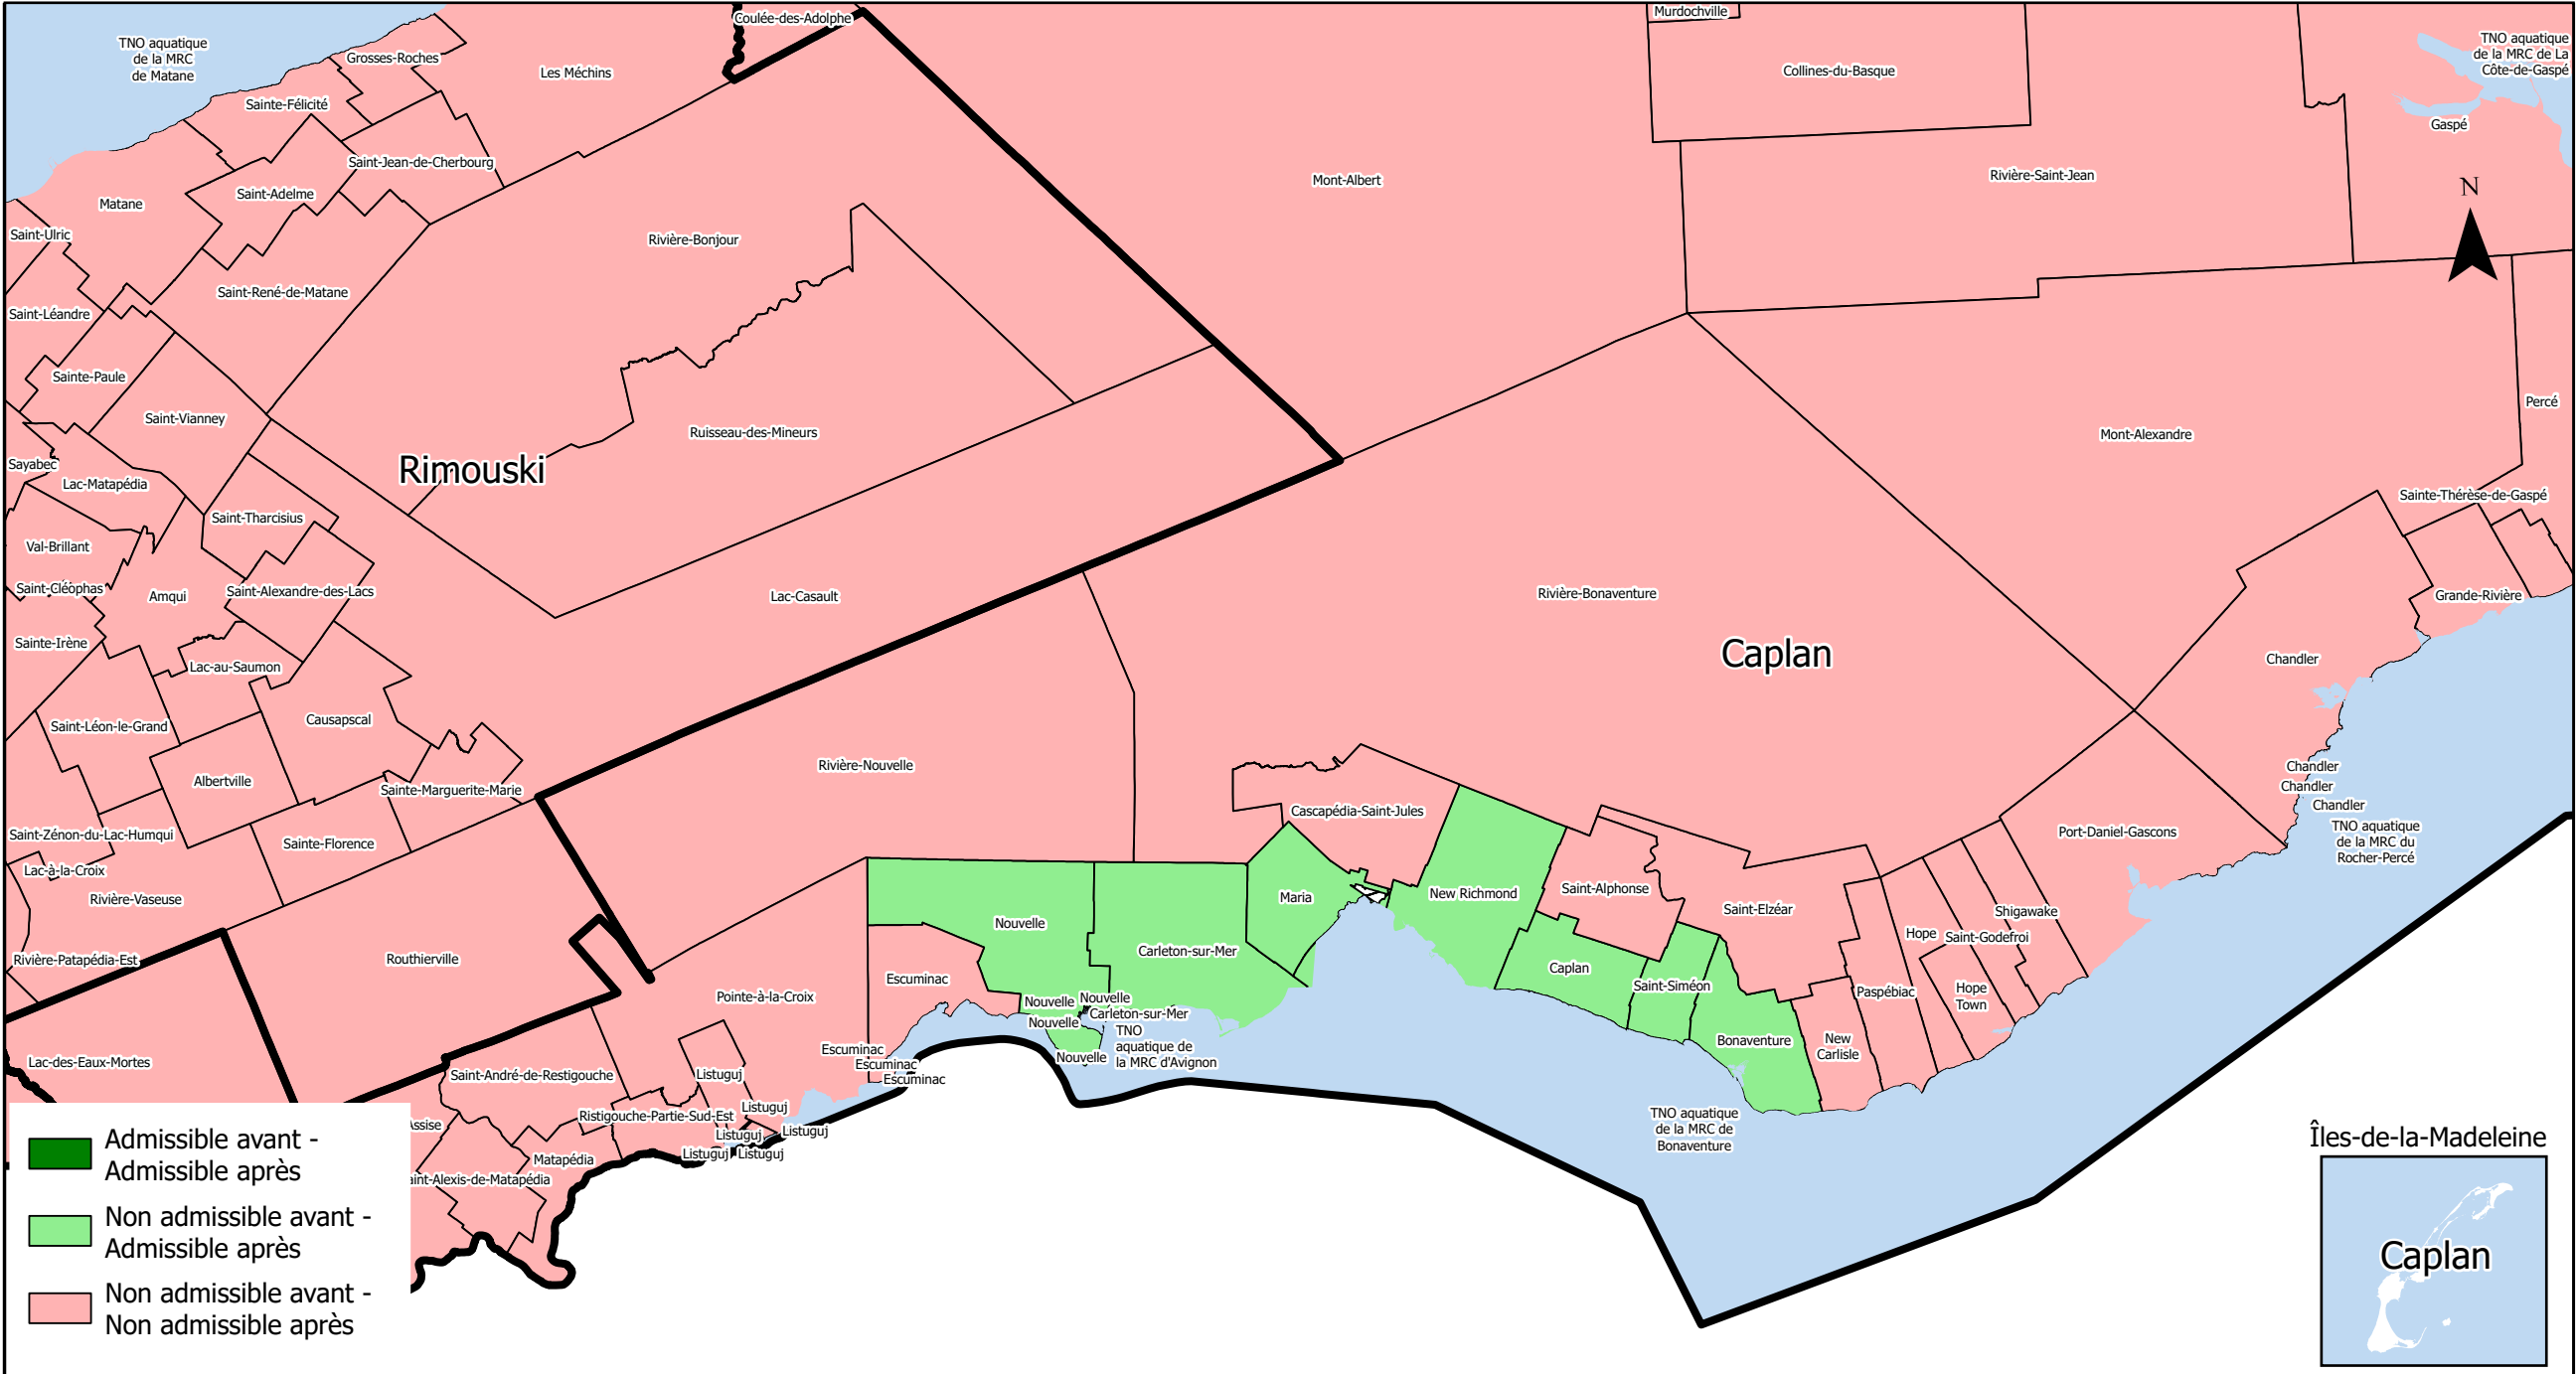 Coulée-des-Adolphe
Murdochville
TNO aquatique
de la MRC
de Matane
Grosses-Roches
Les Méchins
Collines-du-Basque
TNO aquatique
de la MRC de La
Côte-de-Gaspé
Sainte-Félicité
Gaspé
Saint-Jean-de-Cherbourg
Mont-Albert
Rivière-Saint-Jean
N
Saint-Adelme
Matane
Saint-Ulric
Rivière-Bonjour
Saint-René-de-Matane
Saint-Léandre
Sainte-Paule
Percé
Saint-Vianney
Ruisseau-des-Mineurs
Mont-Alexandre
Sayabec
Rimouski
Lac-Matapédia
Sainte-Thérèse-de-Gaspé
Saint-Tharcisius
Val-Brillant
Saint-Cléophas
Amqui
Saint-Alexandre-des-Lacs
Lac-Casault
Rivière-Bonaventure
Grande-Rivière
Sainte-Irène
Caplan
Lac-au-Saumon
Chandler
Saint-Léon-le-Grand
Causapscal
Albertville
Sainte-Marguerite-Marie
Rivière-Nouvelle
Chandler
Chandler
Chandler
Cascapédia-Saint-Jules
TNO aquatique
de la MRC du
Rocher-Percé
Saint-Zénon-du-Lac-Humqui
Sainte-Florence
Port-Daniel-Gascons
Lac-à-la-Croix
Rivière-Vaseuse
Maria
New Richmond
Saint-Alphonse
Saint-Elzéar
Shigawake
Nouvelle
Hope
Saint-Godefroi
Rivière-Patapédia-Est
Routhierville
Carleton-sur-Mer
Escuminac
Caplan
Saint-Siméon
Paspébiac
Hope
Town
Pointe-à-la-Croix
Nouvelle
Nouvelle
Carleton-sur-Mer
Nouvelle
TNO
aquatique de
la MRC d'Avignon
Nouvelle
Bonaventure
New
Carlisle
Lac-des-Eaux-Mortes
Saint-André-de-Restigouche
Listuguj
Escuminac
Escuminac
Escuminac
Ristigouche-Partie-Sud-Est
Listuguj
Listuguj
Listuguj
Listuguj
Listuguj
TNO aquatique
de la MRC de
Bonaventure
Assise
Matapédia
aint-Alexis-de-Matapédia
Admissible avant -
Admissible après
Non admissible avant -
Admissible après
Non admissible avant -
Non admissible après
Îles-de-la-Madeleine
Caplan